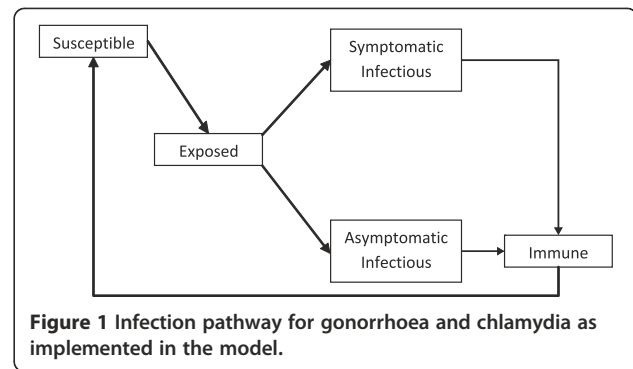 Susceptible
Symptomatic
Infectious
Exposed
Asymptomatic
Infectious
Immune
Figure 1 Infection pathway for gonorrhoea and chlamydia as
implemented in the model.